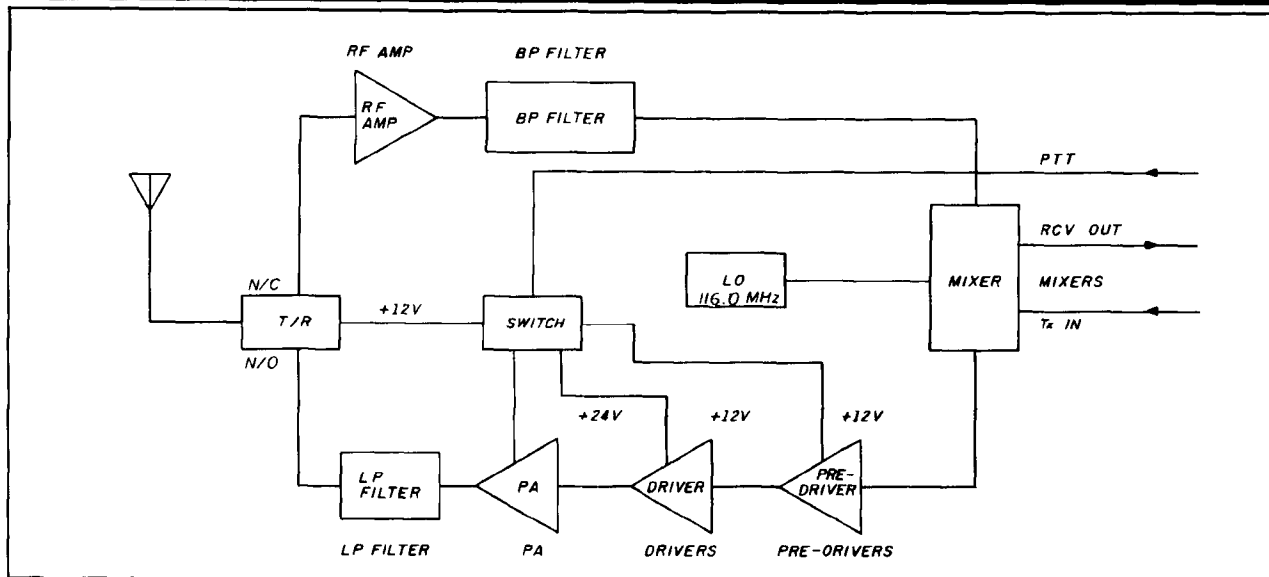 RF AMP
BP FILTER
RF
AMP
BP FILTER
PTT
RCV OUT
N/C
LO
116.0 MHz
MIXER
MIXERS
T/R
+12V
SWITCH
Tx IN
N/O
+24V
+12V
+12V
LP
FILTER
PA
DRIVER
PRE-
DRIVER
LP FILTER
PA
DRIVERS
PRE-DRIVERS